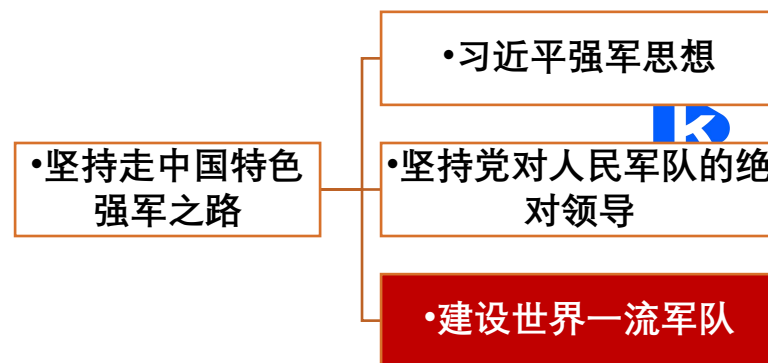 •习近平强军思想
•坚持走中国特色
强军之路
•坚持党对人民军队的绝
对领导
•建设世界一流军队